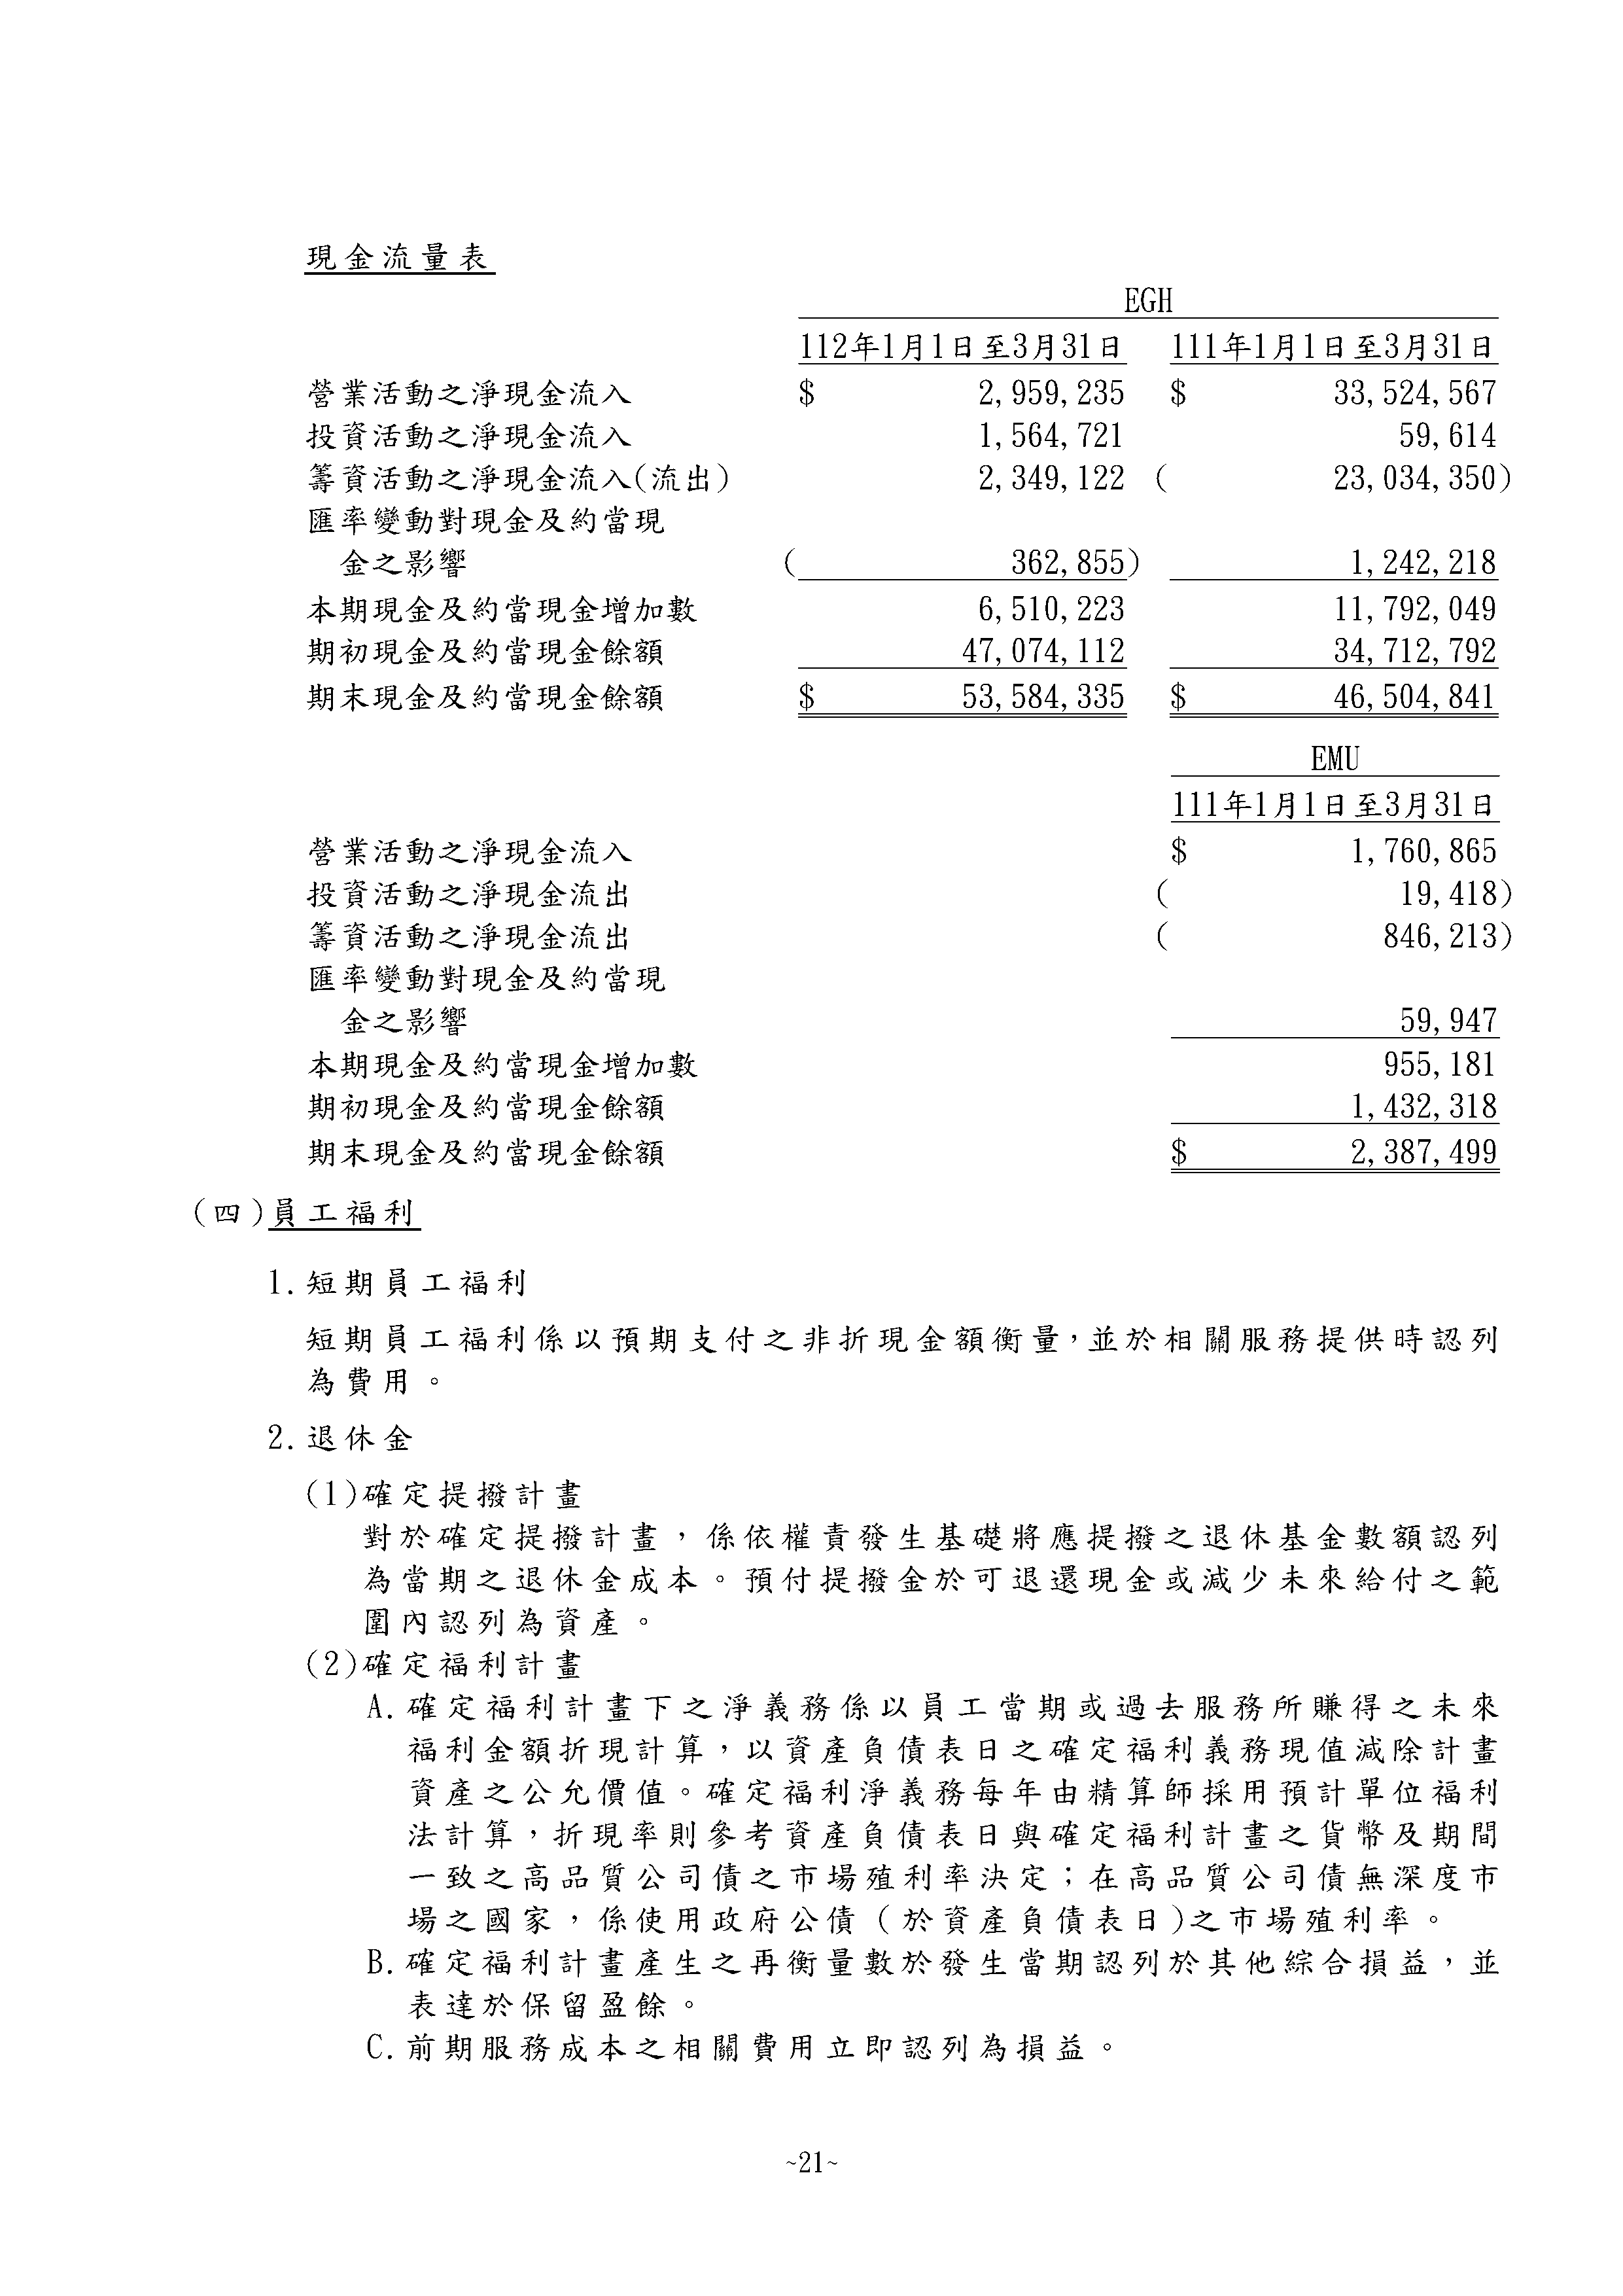 現金流量表
EGH
112年1月1日至3月31日 111年1月1日至3月31日
營業活動之淨現金流入 $ 2,959,235 $ 33,524,567
投資活動之淨現金流入 1,564,721 59,614
籌資活動之淨現金流入(流出) 2,349,122 ( 23,034,350)
匯率變動對現金及約當現
金之影響 ( 362,855) 1,242,218
本期現金及約當現金增加數 6,510,223 11,792,049
期初現金及約當現金餘額 47,074,112 34,712,792
期末現金及約當現金餘額 $ 53,584,335 $ 46,504,841
EMU
111年1月1日至3月31日
營業活動之淨現金流入 $ 1,760,865
投資活動之淨現金流出 ( 19,418)
籌資活動之淨現金流出 ( 846,213)
匯率變動對現金及約當現
金之影響 59,947
本期現金及約當現金增加數 955,181
期初現金及約當現金餘額 1,432,318
期末現金及約當現金餘額 $ 2,387,499
(四)員工福利
1.短期員工福利
短期員工福利係以預期支付之非折現金額衡量，並於相關服務提供時認列
為費用。
2.退休金
(1)確定提撥計畫
對於確定提撥計畫，係依權責發生基礎將應提撥之退休基金數額認列
為當期之退休金成本。預付提撥金於可退還現金或減少未來給付之範
圍內認列為資產。
(2)確定福利計畫
A.確定福利計畫下之淨義務係以員工當期或過去服務所賺得之未來
福利金額折現計算，以資產負債表日之確定福利義務現值減除計畫
資產之公允價值。確定福利淨義務每年由精算師採用預計單位福利
法計算，折現率則參考資產負債表日與確定福利計畫之貨幣及期間
一致之高品質公司債之市場殖利率決定；在高品質公司債無深度市
場之國家，係使用政府公債(於資產負債表日)之市場殖利率。
B.確定福利計畫產生之再衡量數於發生當期認列於其他綜合損益，並
表達於保留盈餘。
C.前期服務成本之相關費用立即認列為損益。
~21~